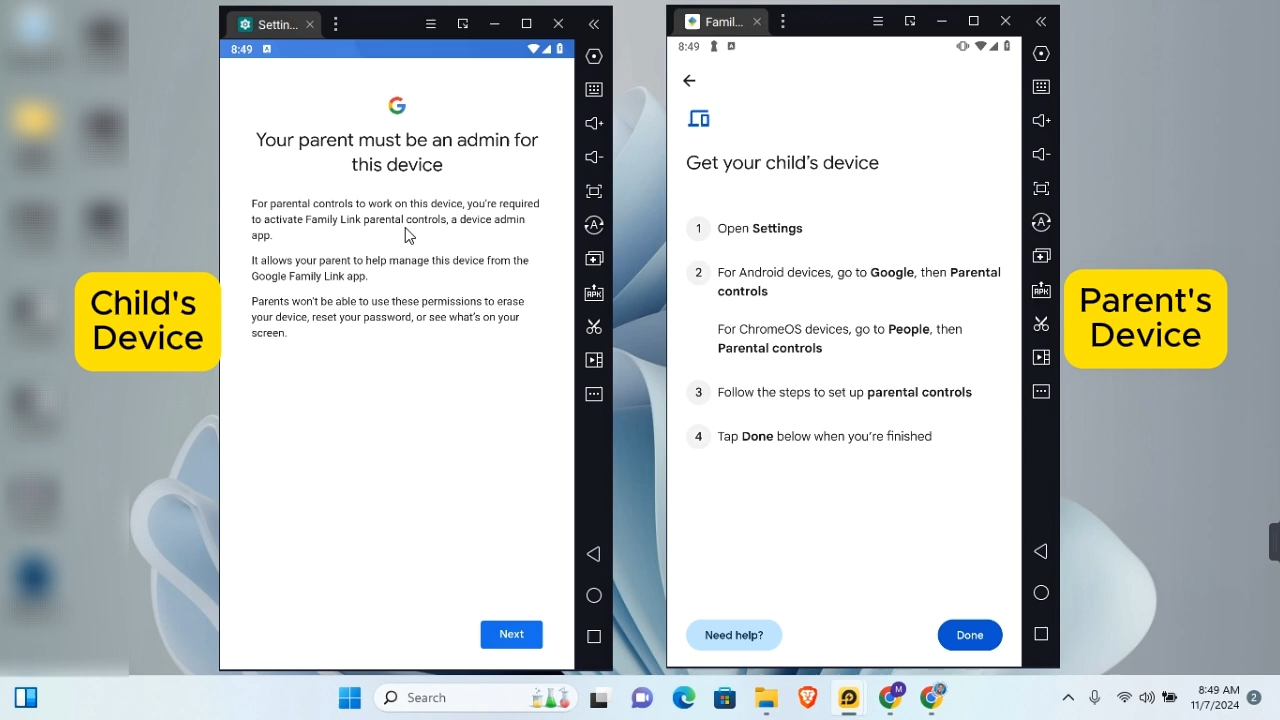 Settin...
8:49 A
Your parent must be an admin for
this device
For parental controls to work on this device, you're required
to activate Family Link parental controls, a device admin
app.
It allows your parent to help manage this device from the
Google Family Link app.
Parents won't be able to use these permissions to erase
your device, reset your password, or see what's on your
screen.
Next
Child's
Device
Famil...
8:49 A
Get your child's device
1 Open Settings
2 For Android devices, go to Google, then Parental
controls
For ChromeOS devices, go to People, then
Parental controls
3 Follow the steps to set up parental controls
4 Tap Done below when you're finished
Need help?
Done
Parent's
Device
A
APK
A
APK
Search
M
8:49 AM
11/7/2024
2